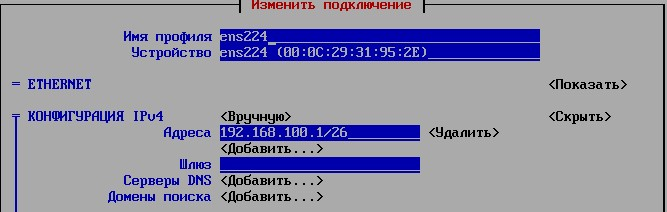 Изменить подключение
Имя профиля ens224
Устройство ens224 (00:0C:29:31:95:2E)
= ETHERNET <Показать>
= КОНФИГУРАЦИЯ IPv4 <Вручную> <Скрыть>
Адреса 192.168.100.1/26 <Удалить>
<Добавить...>
Шлюз
Серверы DNS <Добавить...>
Домены поиска <Добавить...>